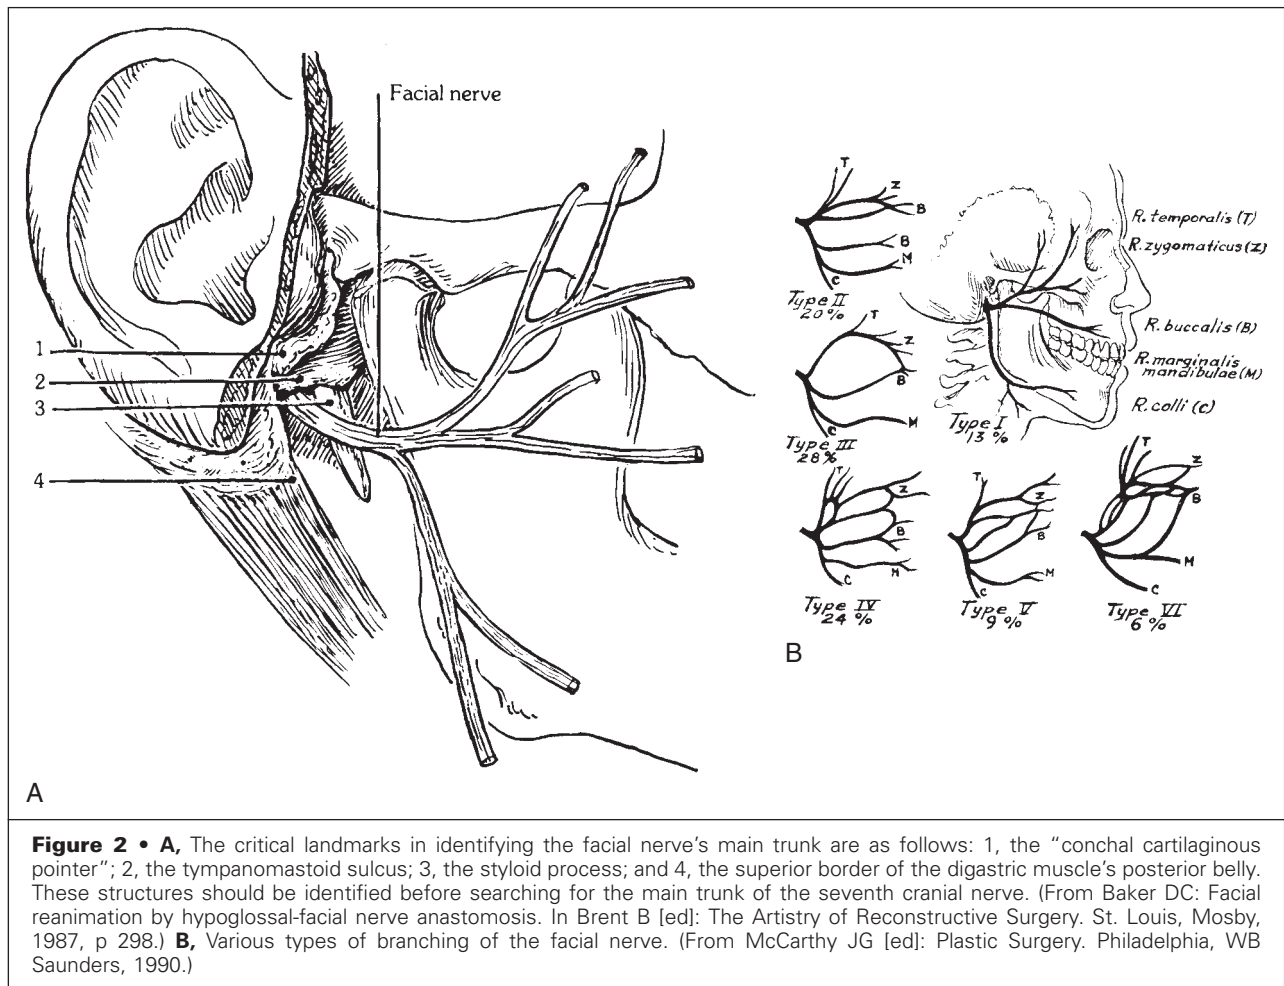 Facial nerve
1
2
3
4
A
T
Z
B
B
M
C
Type II
20%
T
Z
B
M
C
Type III
28%
R. temporalis (T)
R. zygomaticus (Z)
R. buccalis (B)
R. marginalis
mandibulae (M)
R. colli (C)
Type I
13%
T
Z
B
M
C
Type IV
24 %
T
Z
B
M
C
Type V
9 %
T
Z
B
M
C
Type VI
6 %
B
Figure 2 • A, The critical landmarks in identifying the facial nerve’s main trunk are as follows: 1, the “conchal cartilaginous
pointer”; 2, the tympanomastoid sulcus; 3, the styloid process; and 4, the superior border of the digastric muscle’s posterior belly.
These structures should be identified before searching for the main trunk of the seventh cranial nerve. (From Baker DC: Facial
reanimation by hypoglossal-facial nerve anastomosis. In Brent B [ed]: The Artistry of Reconstructive Surgery. St. Louis, Mosby,
1987, p 298.) B, Various types of branching of the facial nerve. (From McCarthy JG [ed]: Plastic Surgery. Philadelphia, WB
Saunders, 1990.)